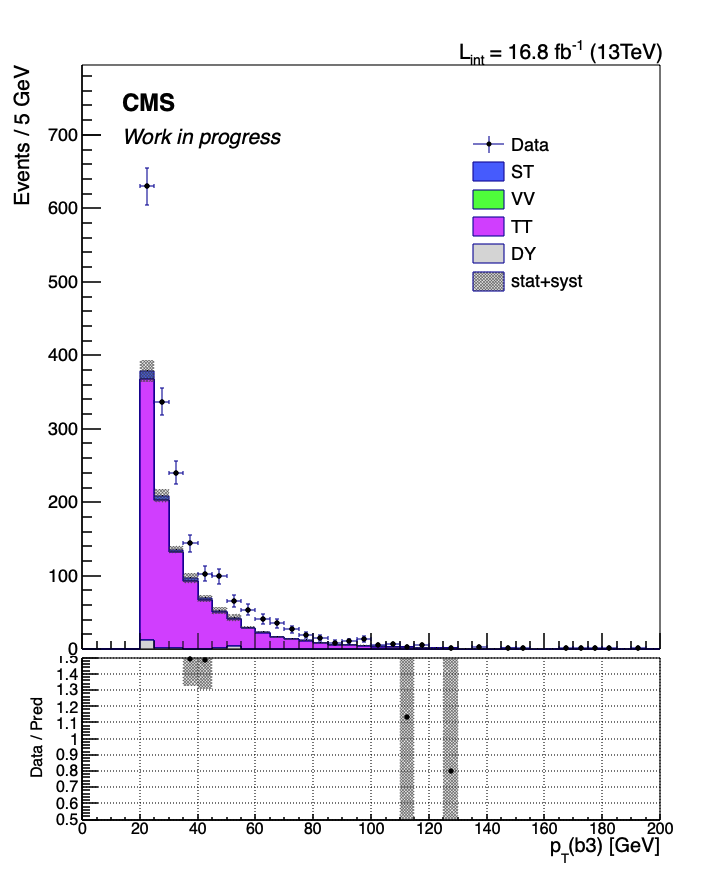 L_int = 16.8 fb^-1 (13TeV)
Events / 5 GeV
CMS
Work in progress
Data
ST
VV
TT
DY
stat+syst
700
600
500
400
300
200
100
0
Data / Pred
1.5
1.4
1.3
1.2
1.1
1
0.9
0.8
0.7
0.6
0.5
0 20 40 60 80 100 120 140 160 180 200
p_T(b3) [GeV]